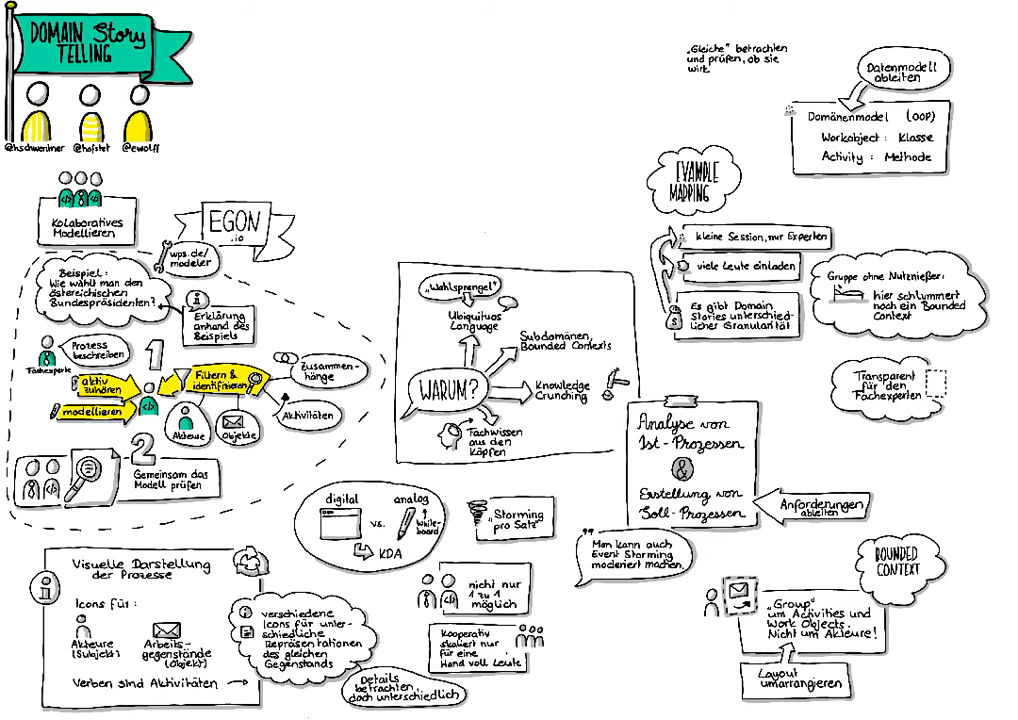 DOMAIN Story
TELLING
@hschwentner @hofstet @ewolff
Kolaboratives
Modellieren
EGON
.io
wps.de/
modeler
Beispiel:
Wie wählt man den
östereichischen
Bundespräsidenten?
Erklärung
anhand des
Beispiels
Prozess
beschreiben
Fachexperte
1
aktiv
zuhören
modellieren
</>
Filtern &
identifizieren
Zusammen-
hänge
Aktivitäten
Akteure
Objekte
2
Gemeinsam das
Modell prüfen
Visuelle Darstellung
der Prozesse
Icons für:
Akteure
(Subjekt)
Arbeits-
gegenstände
(Objekt)
Verben sind Aktivitäten
verschiedene
Icons für unter-
schiedliche
Repräsentationen
des gleichen
Gegenstands
Details
betrachten,
doch unterschiedlich
digital
analog
vs.
White-
board
KDA
"Storming
pro Satz"
nicht nur
1 zu 1
möglich
Kooperativ
skaliert nur
für eine
Hand voll Leute
WARUM?
"Wahlsprengel"
Ubiquituos
Language
Subdomänen,
Bounded Contexts
Knowledge
Crunching
Fachwissen
aus den
Köpfen
Analyse von
Ist-Prozessen
&
Erstellung von
Soll-Prozessen
Anforderungen
ableiten
Man kann auch
Event Storming
moderiert machen.
"Gleiche" betrachten
und prüfen, ob sie
wirk.
Datenmodell
ableiten
Domänenmodel (OOP)
Workobject: Klasse
Activity: Methode
EXAMPLE
MAPPING
kleine Session, nur Experten
viele Leute einladen
Es gibt Domain
Stories unterschied-
licher Granularität
Gruppe ohne Nutznießer:
hier schlummert
noch ein Bounded
Context
Transparent
für den
Fachexperten
BOUNDED
CONTEXT
"Group"
um Activities und
Work Objects.
Nicht um Akteure!
Layout
umarrangieren